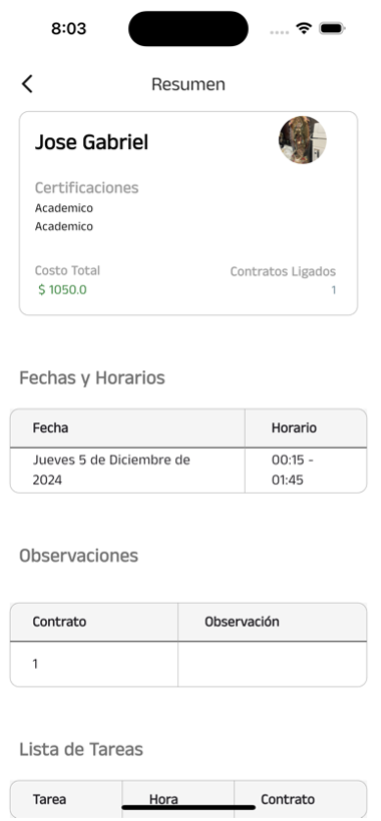 8:03
Resumen
Jose Gabriel
Certificaciones
Academico
Academico
Costo Total
Contratos Ligados
$ 1050.0
1
Fechas y Horarios
Fecha
Horario
Jueves 5 de Diciembre de
2024
00:15 -
01:45
Observaciones
Contrato
Observación
1
Lista de Tareas
Tarea
Hora
Contrato